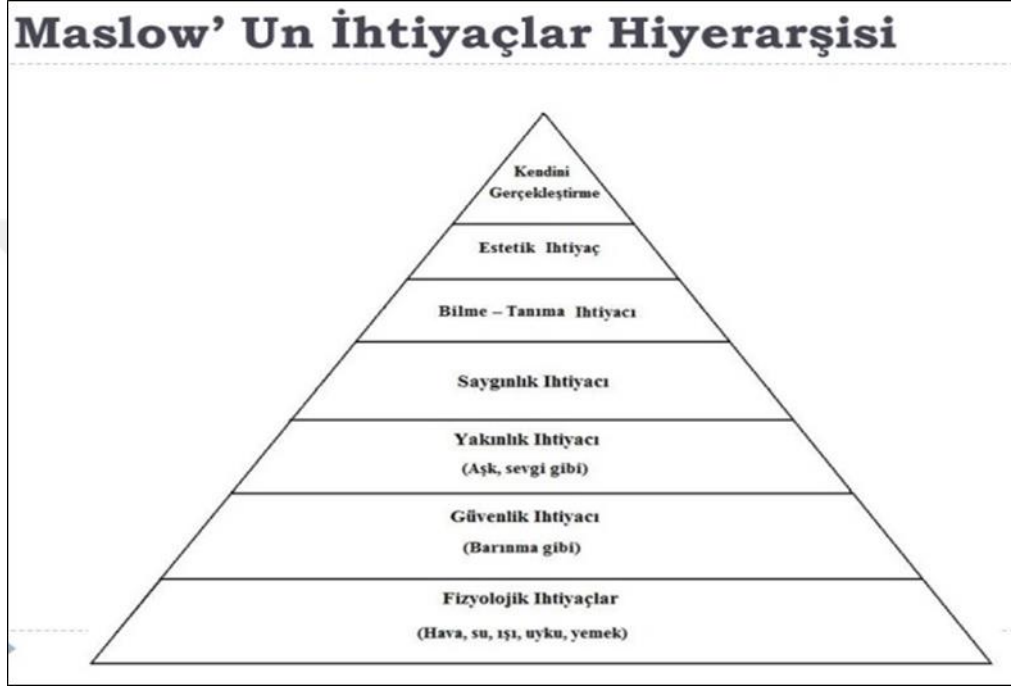 Maslow’ Un İhtiyaçlar Hiyerarşisi
Kendini
Gerçekleştirme
Estetik Ihtiyaç
Bilme – Tanıma Ihtiyacı
Saygınlık Ihtiyacı
Yakınlık Ihtiyacı
(Aşk, sevgi gibi)
Güvenlik Ihtiyacı
(Barınma gibi)
Fizyolojik Ihtiyaçlar
(Hava, su, ışı, uyku, yemek)